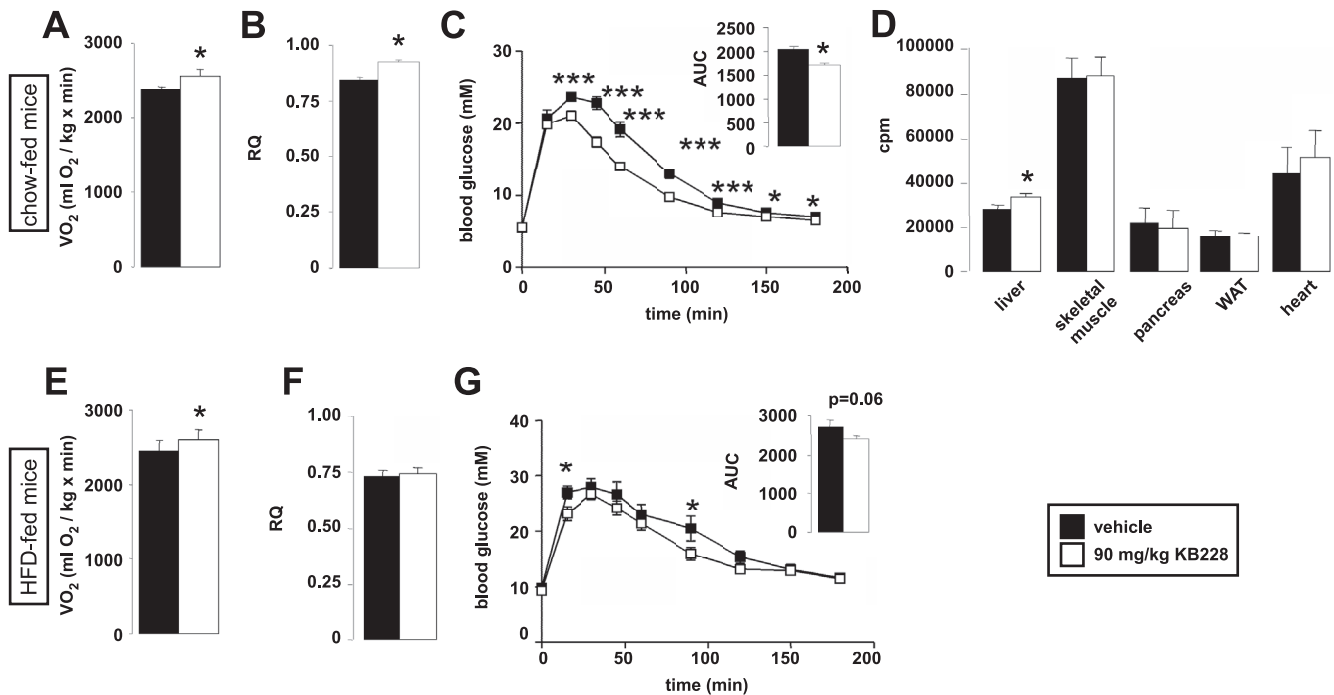 A
chow-fed mice
VO2 (ml O2 / kg x min)
3000
2000
1000
0
*
B
RQ
1.00
0.75
0.50
0.25
0
*
C
blood glucose (mM)
30
20
10
0
***
***
***
***
***
*
*
0
50
100
150
200
time (min)
AUC
2500
2000
1500
1000
500
0
*
D
cpm
100000
80000
60000
40000
20000
0
*
liver
skeletal
muscle
pancreas
WAT
heart
E
HFD-fed mice
VO2 (ml O2 / kg x min)
3000
2000
1000
0
*
F
RQ
1.00
0.75
0.50
0.25
0
G
blood glucose (mM)
40
30
20
10
0
*
*
0
50
100
150
200
time (min)
p=0.06
AUC
3000
2000
1000
0
vehicle
90 mg/kg KB228